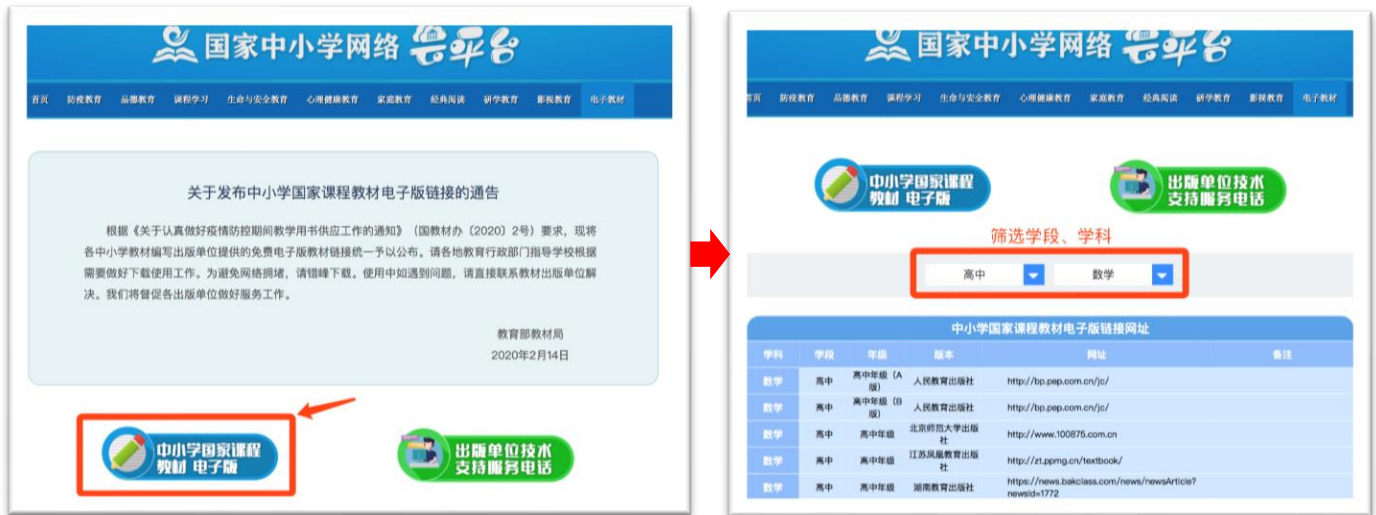 国家中小学网络 云平台
首页 防疫教育 品德教育 课程学习 生命与安全教育 心理健康教育 家庭教育 经典阅读 研学教育 影视教育 电子教材
关于发布中小学国家课程教材电子版链接的通告
根据《关于认真做好疫情防控期间教学用书供应工作的通知》（国教材办〔2020〕2号）要求，现将
各中小学教材编写出版单位提供的免费电子版教材链接统一予以公布。请各地教育行政部门指导学校根据
需要做好下载使用工作。为避免网络拥堵，请错峰下载。使用中如遇到问题，请直接联系教材出版单位解
决。我们将督促各出版单位做好服务工作。
教育部教材局
2020年2月14日
中小学国家课程
教材 电子版
出版单位技术
支持服务电话
国家中小学网络 云平台
首页 防疫教育 品德教育 课程学习 生命与安全教育 心理健康教育 家庭教育 经典阅读 研学教育 影视教育 电子教材
中小学国家课程
教材 电子版
出版单位技术
支持服务电话
筛选学段、学科
高中 数学
中小学国家课程教材电子版链接网址
学科 学段 年级 版本 网址 备注
数学 高中 高中年级（A
版） 人民教育出版社 http://bp.pep.com.cn/jc/
数学 高中 高中年级（B
版） 人民教育出版社 http://bp.pep.com.cn/jc/
数学 高中 高中年级 北京师范大学出版
社 http://www.100875.com.cn
数学 高中 高中年级 江苏凤凰教育出版
社 http://zt.ppmg.cn/textbook/
数学 高中 高中年级 湖南教育出版社 https://news.bakclass.com/news/newsArticle?
newsId=1772